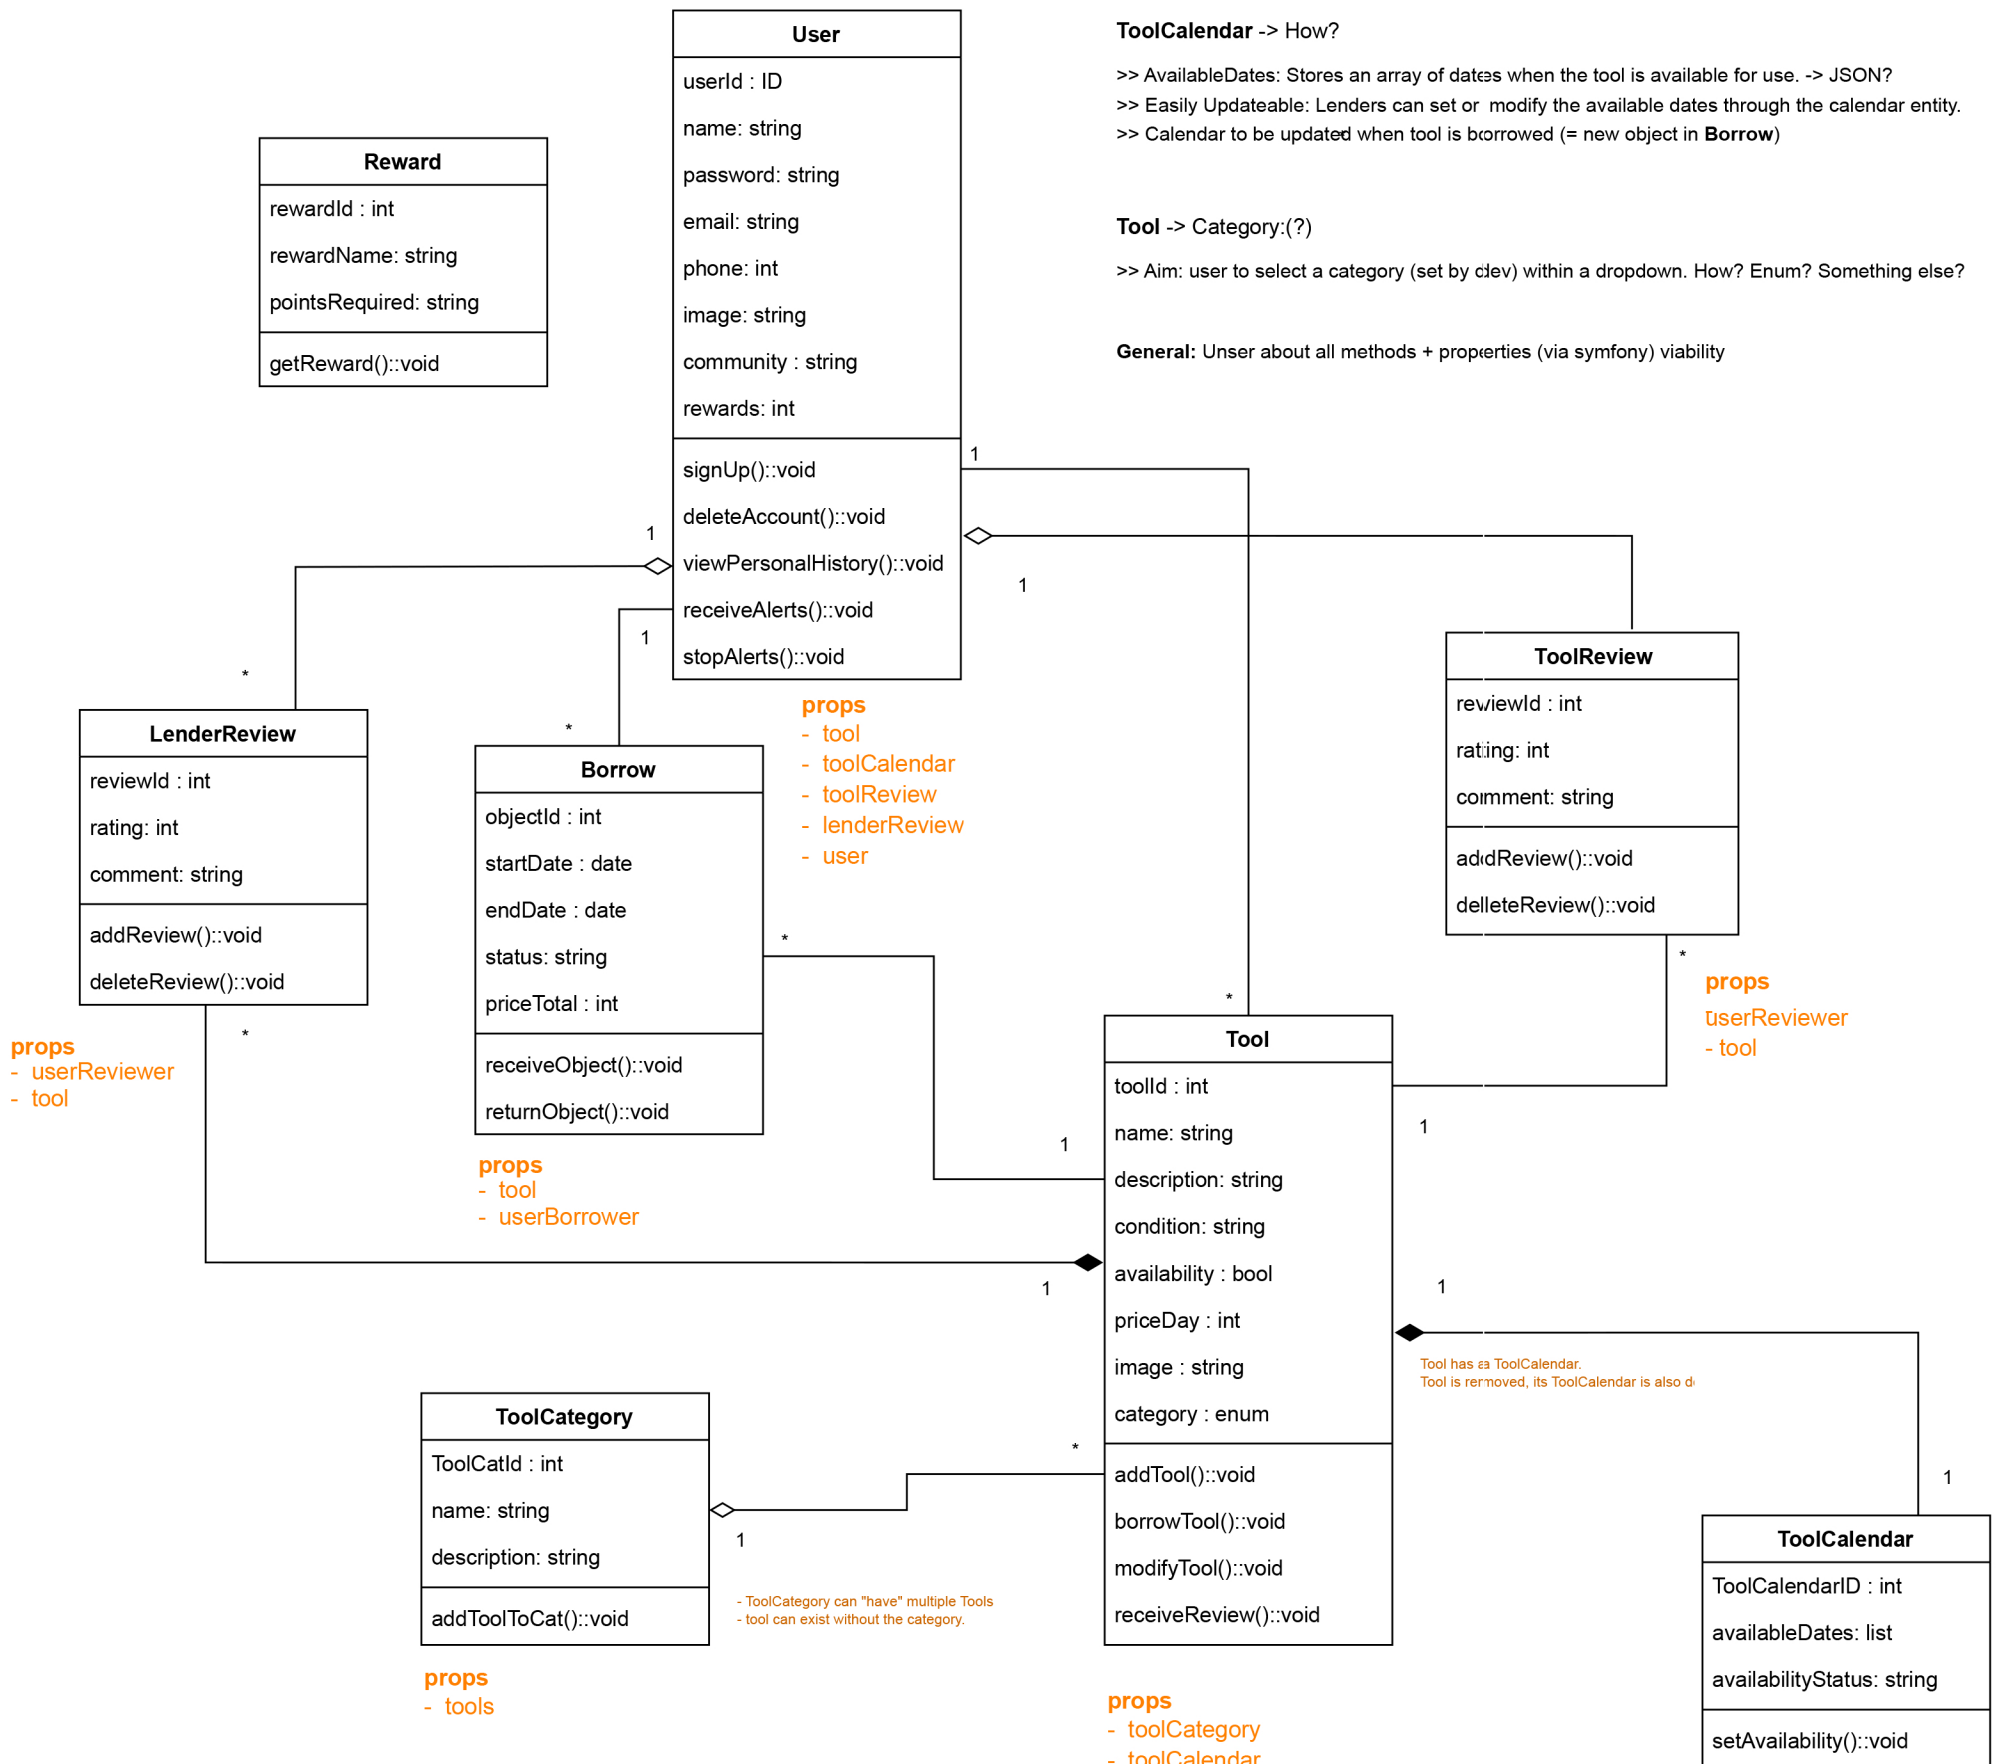 User
userId : ID
name: string
password: string
email: string
phone: int
image: string
community : string
rewards: int
signUp()::void
deleteAccount()::void
viewPersonalHistory()::void
receiveAlerts()::void
stopAlerts()::void
props
- tool
- toolCalendar
- toolReview
- lenderReview
- user
ToolCalendar -> How?
>> AvailableDates: Stores an array of dates when the tool is available for use. -> JSON?
>> Easily Updateable: Lenders can set or modify the available dates through the calendar entity.
>> Calendar to be updated when tool is borrowed (= new object in Borrow)
Tool -> Category:(?)
>> Aim: user to select a category (set by dev) within a dropdown. How? Enum? Something else?
General: Unser about all methods + properties (via symfony) viability
Reward
rewardId : int
rewardName: string
pointsRequired: string
getReward()::void
1
1
1
1
*
*
LenderReview
reviewId : int
rating: int
comment: string
addReview()::void
deleteReview()::void
*
props
- userReviewer
- tool
Borrow
objectId : int
startDate : date
endDate : date
status: string
priceTotal : int
receiveObject()::void
returnObject()::void
*
props
- tool
- userBorrower
ToolReview
reviewId : int
rating: int
comment: string
addReview()::void
delleteReview()::void
*
props
userReviewer
- tool
*
Tool
toolId : int
name: string
description: string
condition: string
availability : bool
priceDay : int
image : string
category : enum
addTool()::void
borrowTool()::void
modifyTool()::void
receiveReview()::void
1
1
1
1
*
Tool has a ToolCalendar.
Tool is removed, its ToolCalendar is also
props
- toolCategory
- toolCalendar
ToolCategory
ToolCatId : int
name: string
description: string
addToolToCat()::void
1
- ToolCategory can "have" multiple Tools
- tool can exist without the category.
props
- tools
1
ToolCalendar
ToolCalendarID : int
availableDates: list
availabilityStatus: string
setAvailability()::void